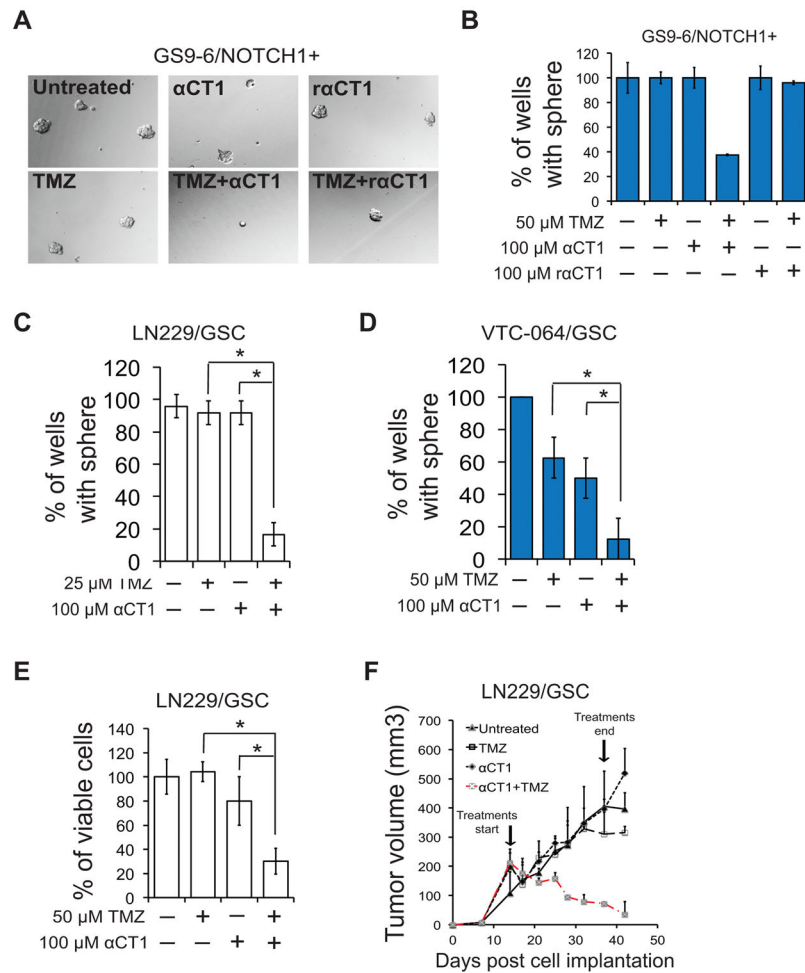 A
GS9-6/NOTCH1+
Untreated
αCT1
rαCT1
TMZ
TMZ+αCT1
TMZ+rαCT1
B
GS9-6/NOTCH1+
% of wells
with sphere
120
100
80
60
40
20
0
50 µM TMZ – + – + – +
100 µM αCT1 – – + + – –
100 µM rαCT1 – – – – + +
C
LN229/GSC
% of wells
with sphere
120
100
80
60
40
20
0
*
*
25 µM TMZ – + – +
100 µM αCT1 – – + +
D
VTC-064/GSC
% of wells
with sphere
120
100
80
60
40
20
0
*
*
50 µM TMZ – + – +
100 µM αCT1 – – + +
E
LN229/GSC
% of viable cells
140
120
100
80
60
40
20
0
*
*
50 µM TMZ – + – +
100 µM αCT1 – – + +
F
LN229/GSC
Tumor volume (mm3)
700
600
500
400
300
200
100
0
Untreated
TMZ
αCT1
αCT1+TMZ
Treatments
start
Treatments
end
0 10 20 30 40 50
Days post cell implantation